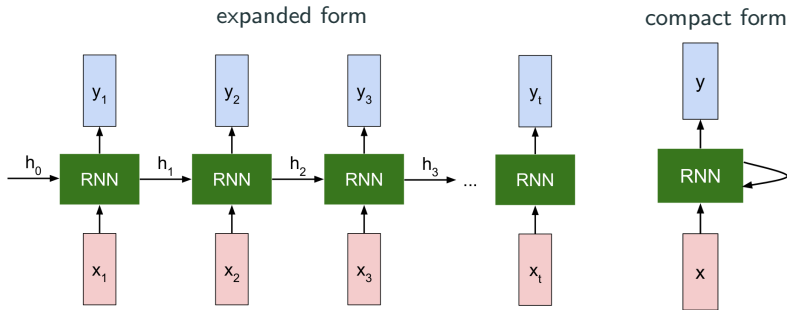 expanded form
compact form
y1 y2 y3 yt y
h0 h1 h2 h3
RNN RNN RNN ... RNN RNN
x1 x2 x3 xt x